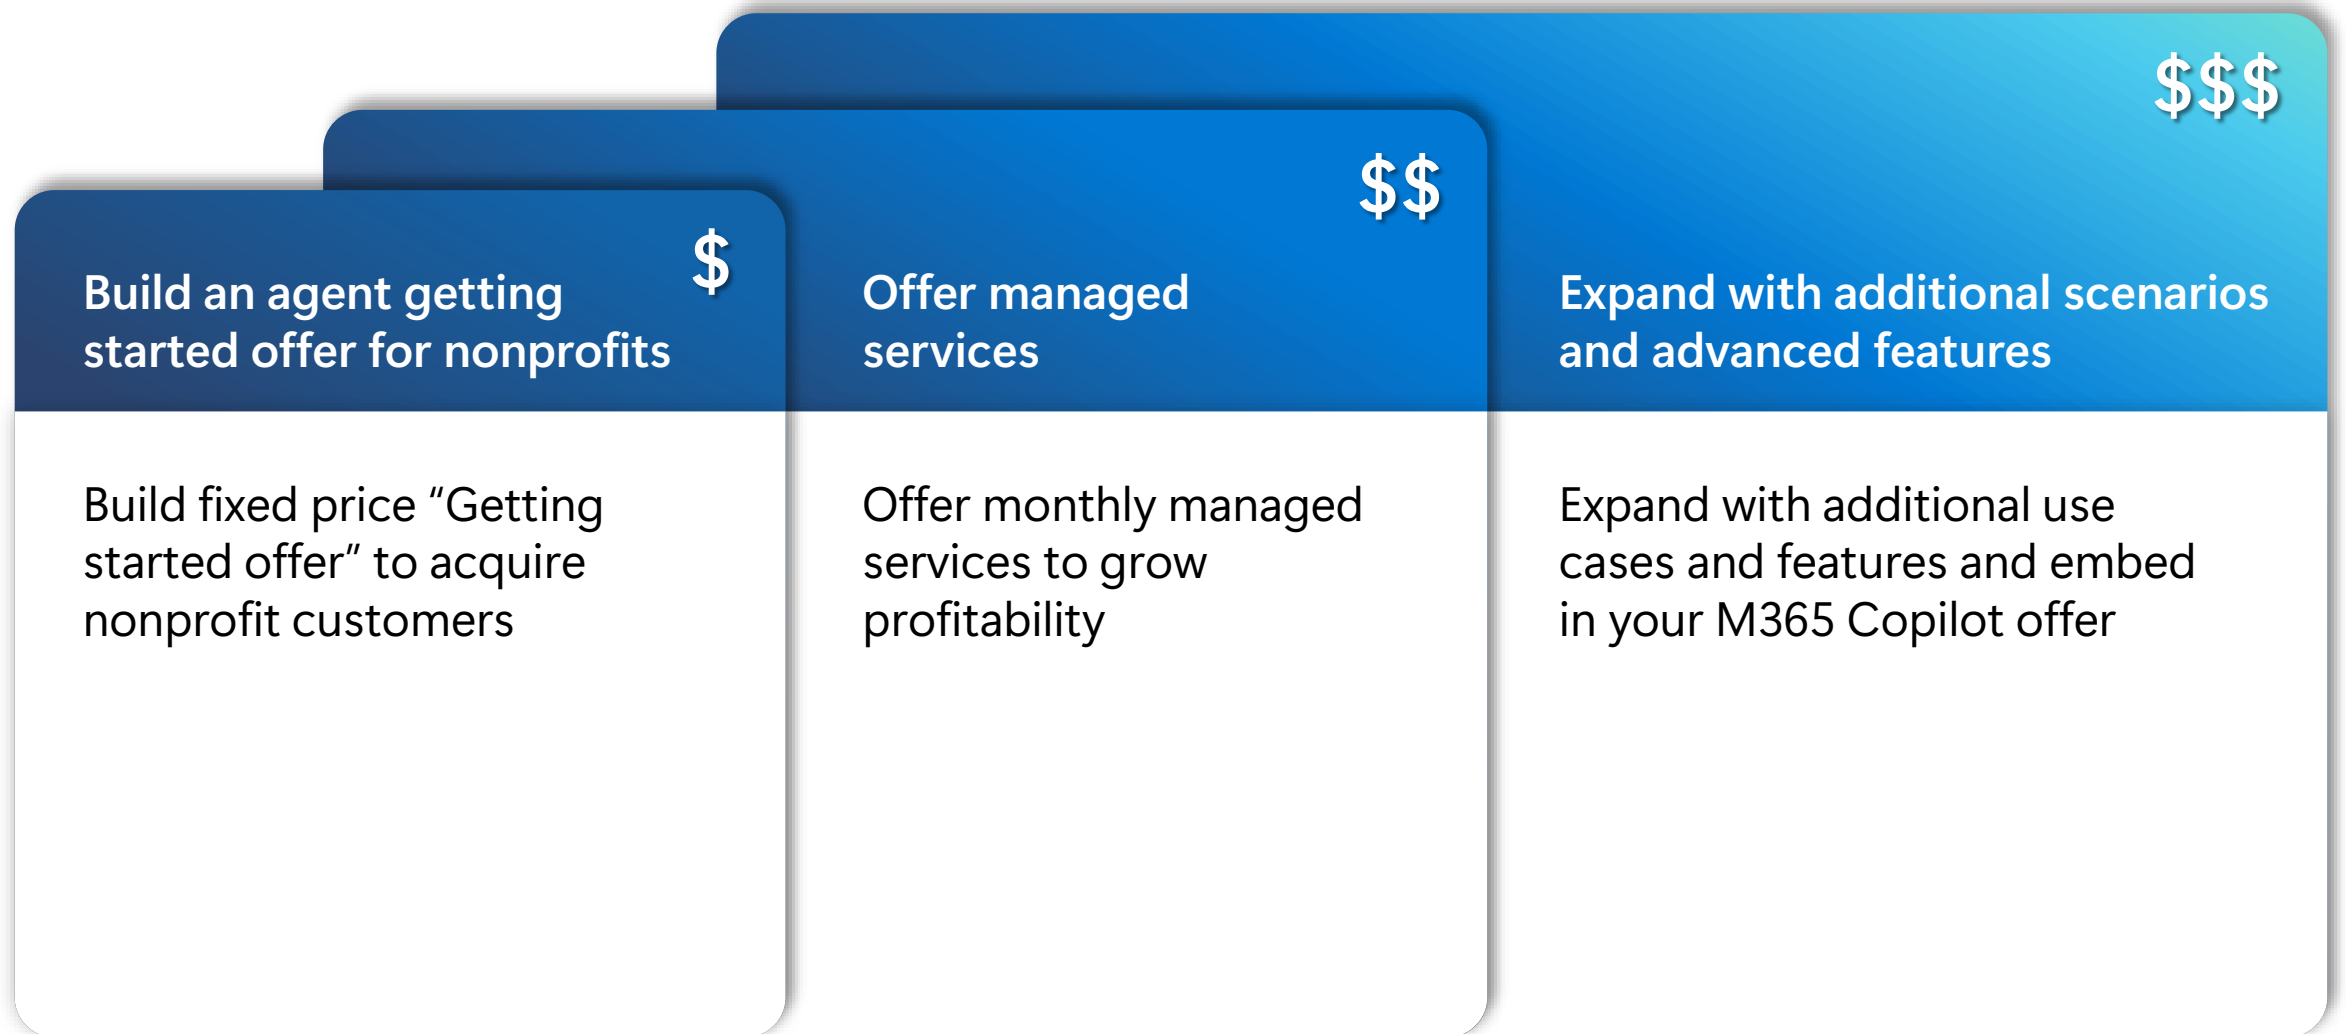 $
Build an agent getting
started offer for nonprofits
Build fixed price “Getting
started offer” to acquire
nonprofit customers
$$
Offer managed
services
Offer monthly managed
services to grow
profitability
$$$
Expand with additional scenarios
and advanced features
Expand with additional use
cases and features and embed
in your M365 Copilot offer